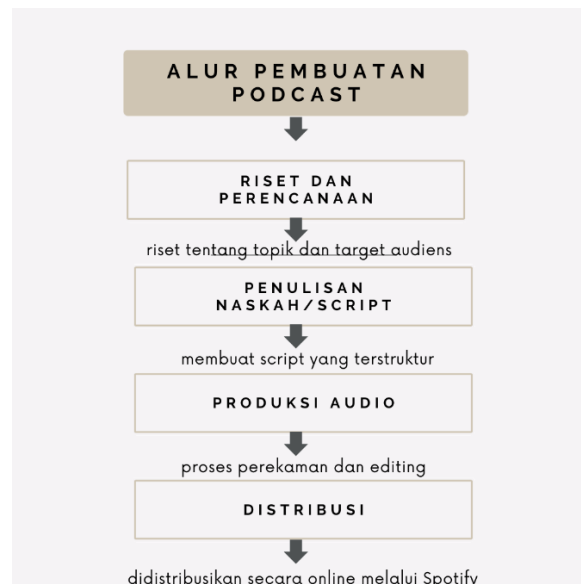 ALUR PEMBUATAN
PODCAST
RISET DAN
PERENCANAAN
riset tentang topik dan target audiens
PENULISAN
NASKAH/SCRIPT
membuat script yang terstruktur
PRODUKSI AUDIO
proses perekaman dan editing
DISTRIBUSI
didistribusikan secara online melalui Spotify